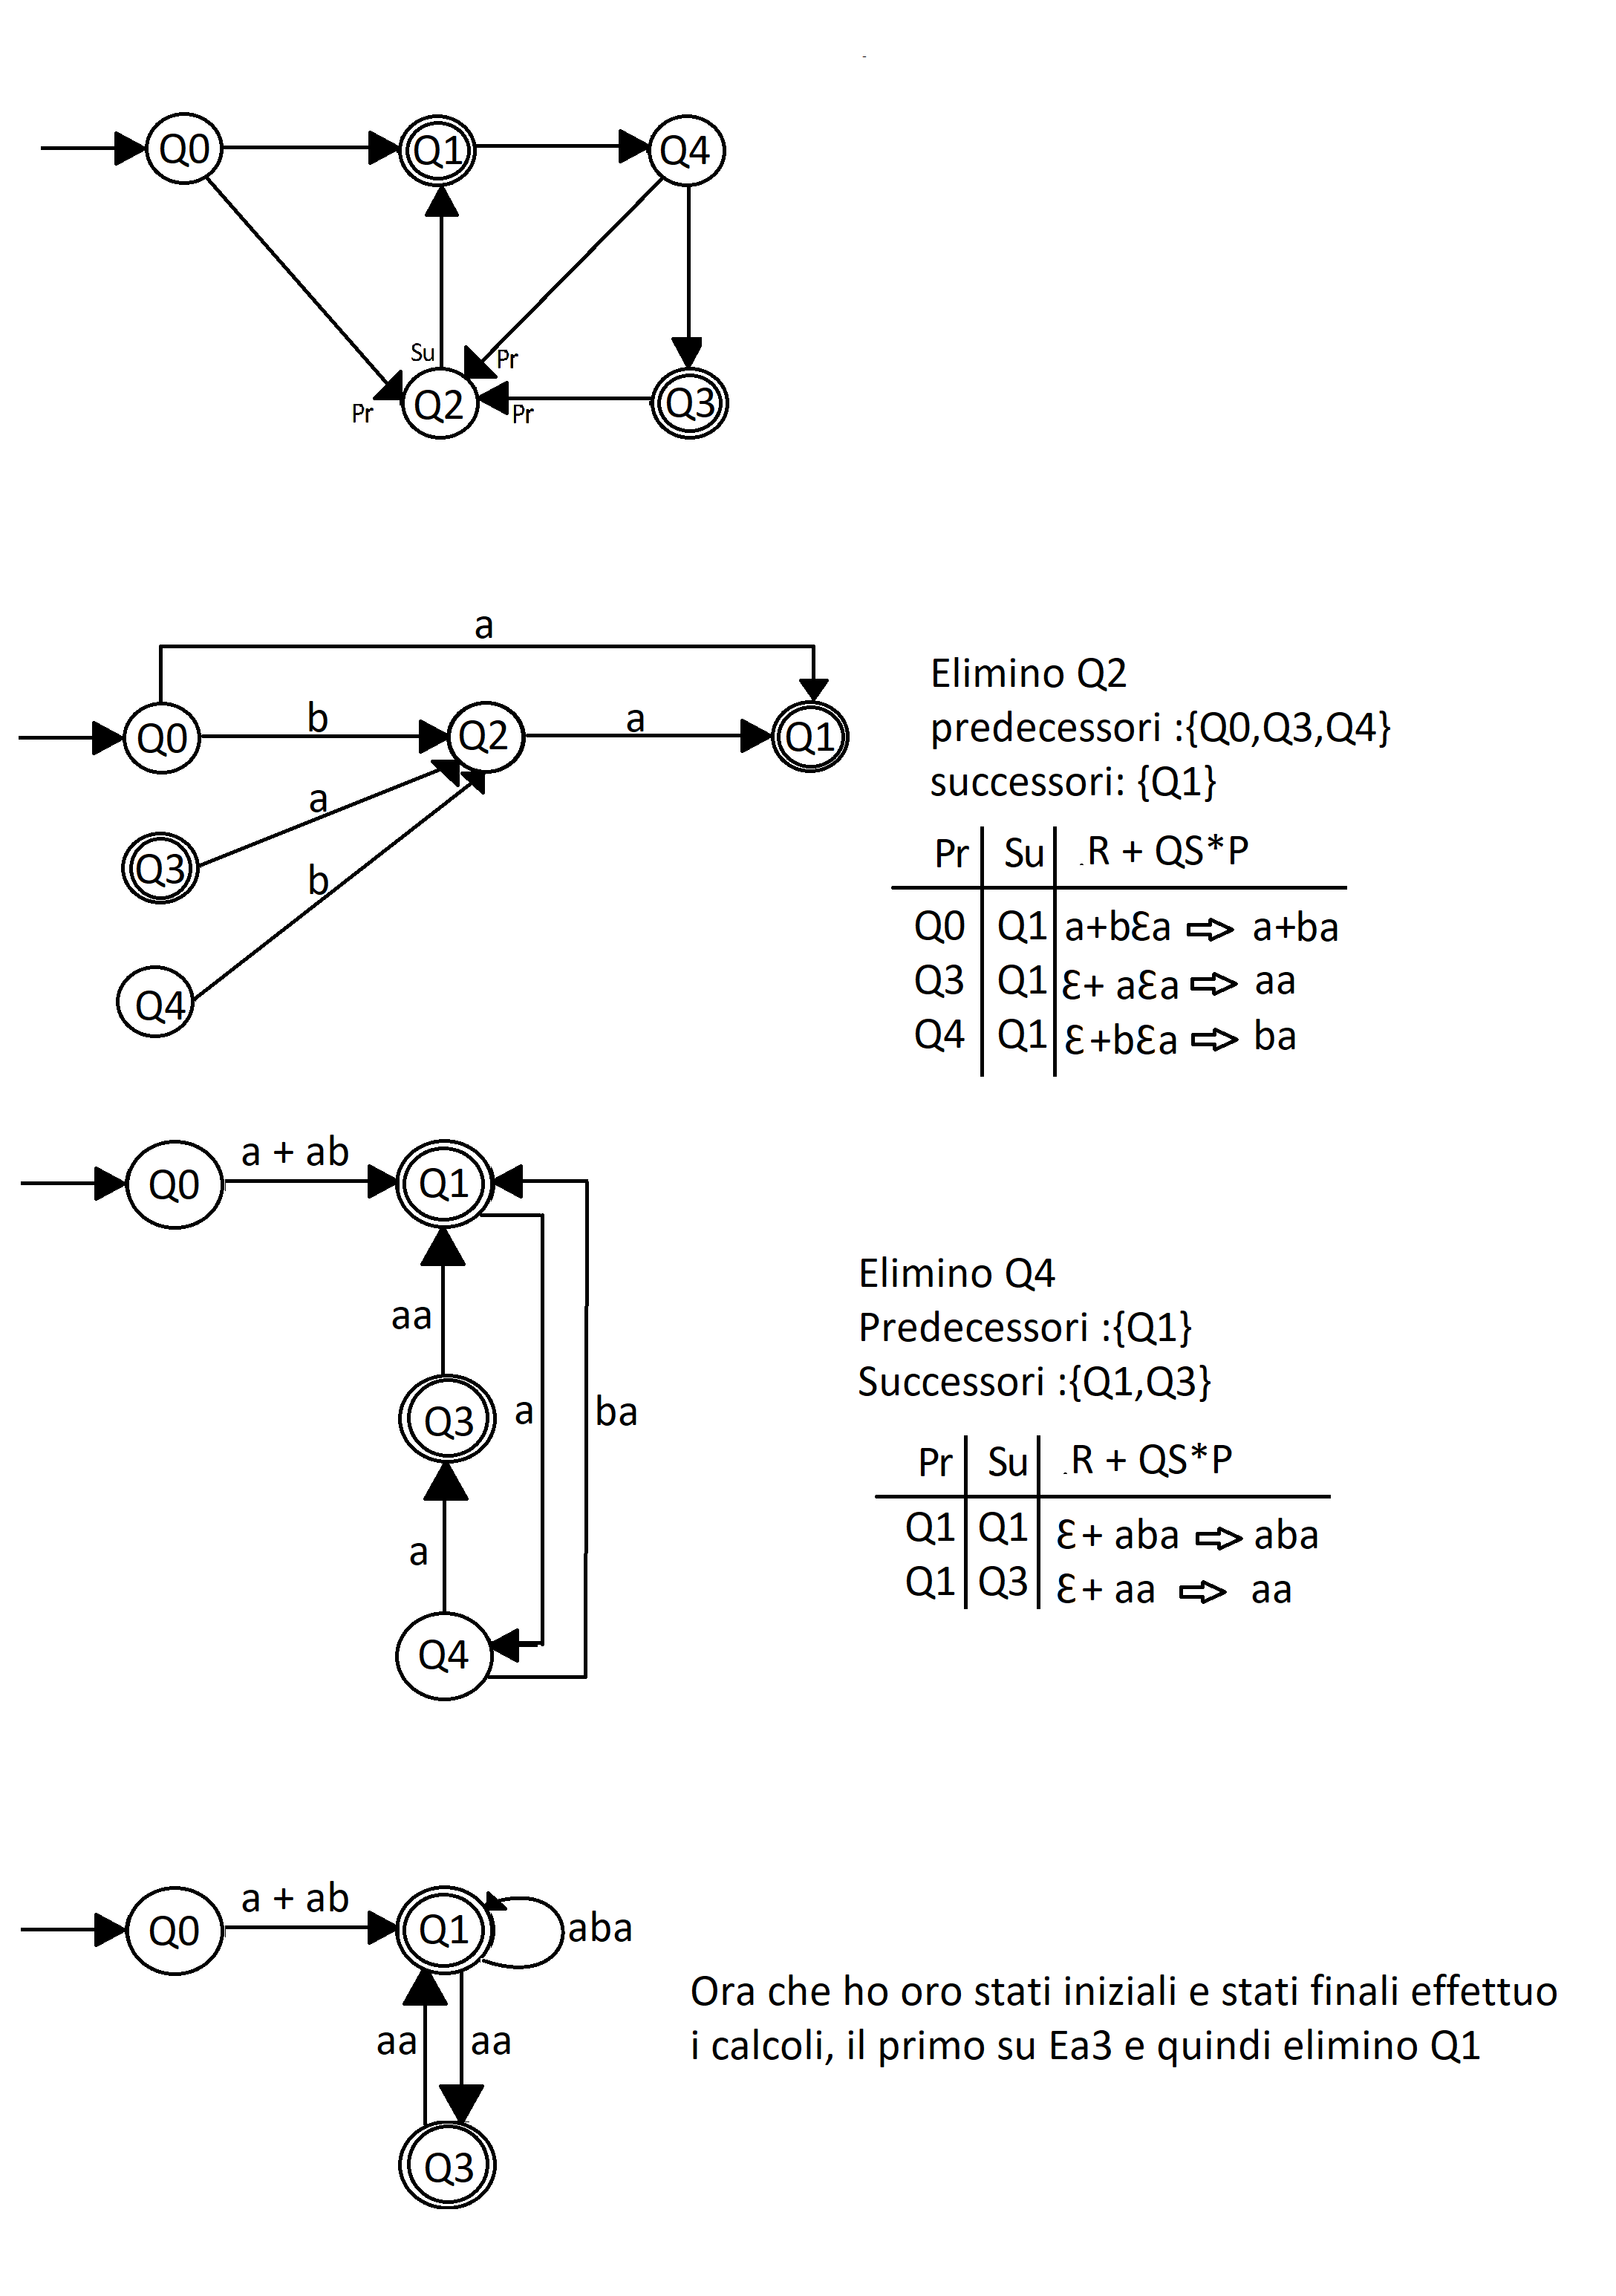 Q0 Q1 Q4
Su Pr
Pr Q2 Pr Q3
a
Q0 b Q2 a Q1
a
Q3
b
Q4
Elimino Q2
predecessori :{Q0,Q3,Q4}
successori: {Q1}
Pr Su .R + QS*P
Q0 Q1 a+bƐa ⇨ a+ba
Q3 Q1 Ɛ+ aƐa ⇨ aa
Q4 Q1 Ɛ+bƐa ⇨ ba
a + ab
Q0 Q1
aa
Q3 a ba
a
Q4
Elimino Q4
Predecessori :{Q1}
Successori :{Q1,Q3}
Pr Su .R + QS*P
Q1 Q1 Ɛ+ aba ⇨ aba
Q1 Q3 Ɛ+ aa ⇨ aa
a + ab
Q0 Q1 aba
aa aa
Q3
Ora che ho oro stati iniziali e stati finali effettuo
i calcoli, il primo su Ea3 e quindi elimino Q1